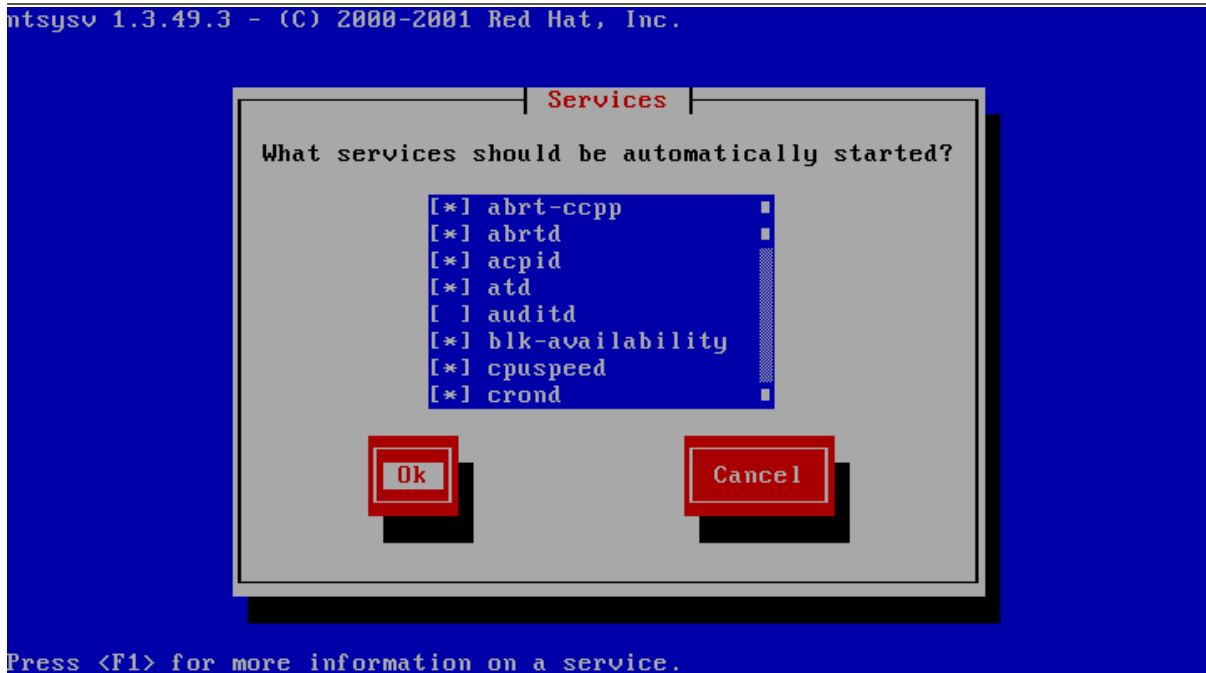 ntsysv 1.3.49.3 - (C) 2000-2001 Red Hat, Inc.
Services
What services should be automatically started?
[*] abrt-ccpp
[*] abrtd
[*] acpid
[*] atd
[ ] auditd
[*] blk-availability
[*] cpuspeed
[*] crond
Ok Cancel
Press <F1> for more information on a service.